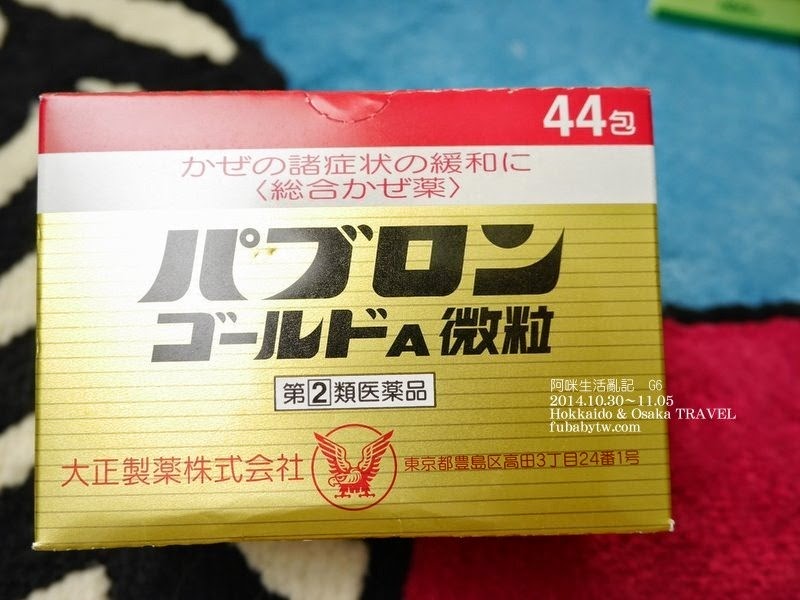 44包
かぜの諸症状の緩和に
〈総合かぜ薬〉
パブロン
ゴールドA微粒
第2類医薬品
大正製薬株式会社
東京都豊島区高田3丁目24番1号
阿咪生活亂記 G6
2014.10.30~11.05
Hokkaido & Osaka TRAVEL
fubabytw.com